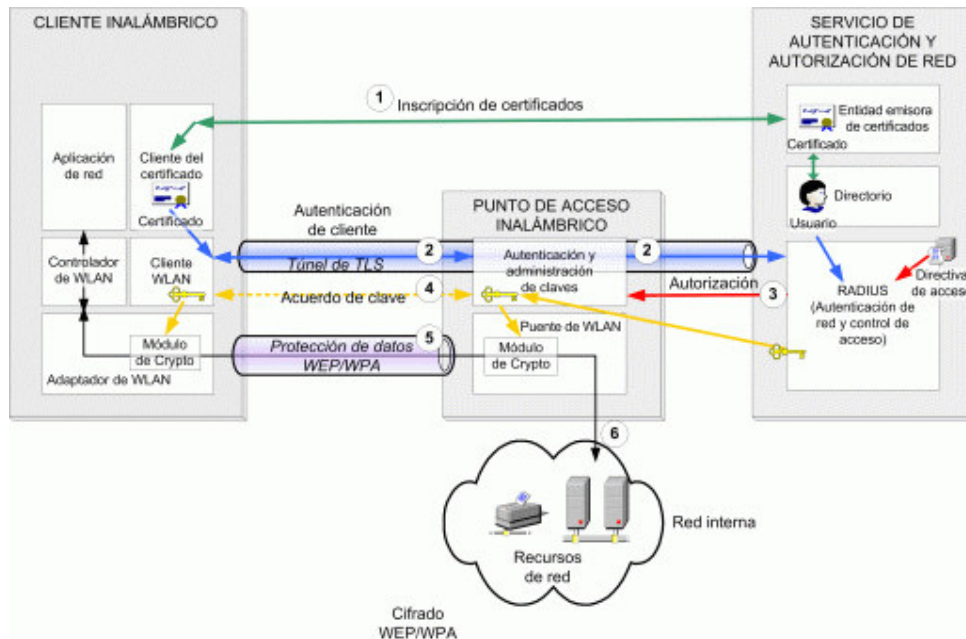 CLIENTE INALÁMBRICO
SERVICIO DE
AUTENTICACIÓN Y
AUTORIZACIÓN DE RED
1
Inscripción de certificados
Entidad emisora
de certificados
Certificado
Aplicación
de red
Cliente del
certificado
Certificado
Directorio
Usuario
Autenticación
de cliente
PUNTO DE ACCESO
INALÁMBRICO
2
2
Túnel de TLS
Autenticación y
administración
de claves
Controlador
de WLAN
Cliente
WLAN
Directiva
de acceso
Autorización
3
RADIUS
(Autenticación de
red y control de
acceso)
Acuerdo de clave
4
Puente de WLAN
5
Módulo
de Crypto
Protección de datos
WEP/WPA
Módulo
de Crypto
Adaptador de WLAN
6
Red interna
Recursos
de red
Cifrado
WEP/WPA